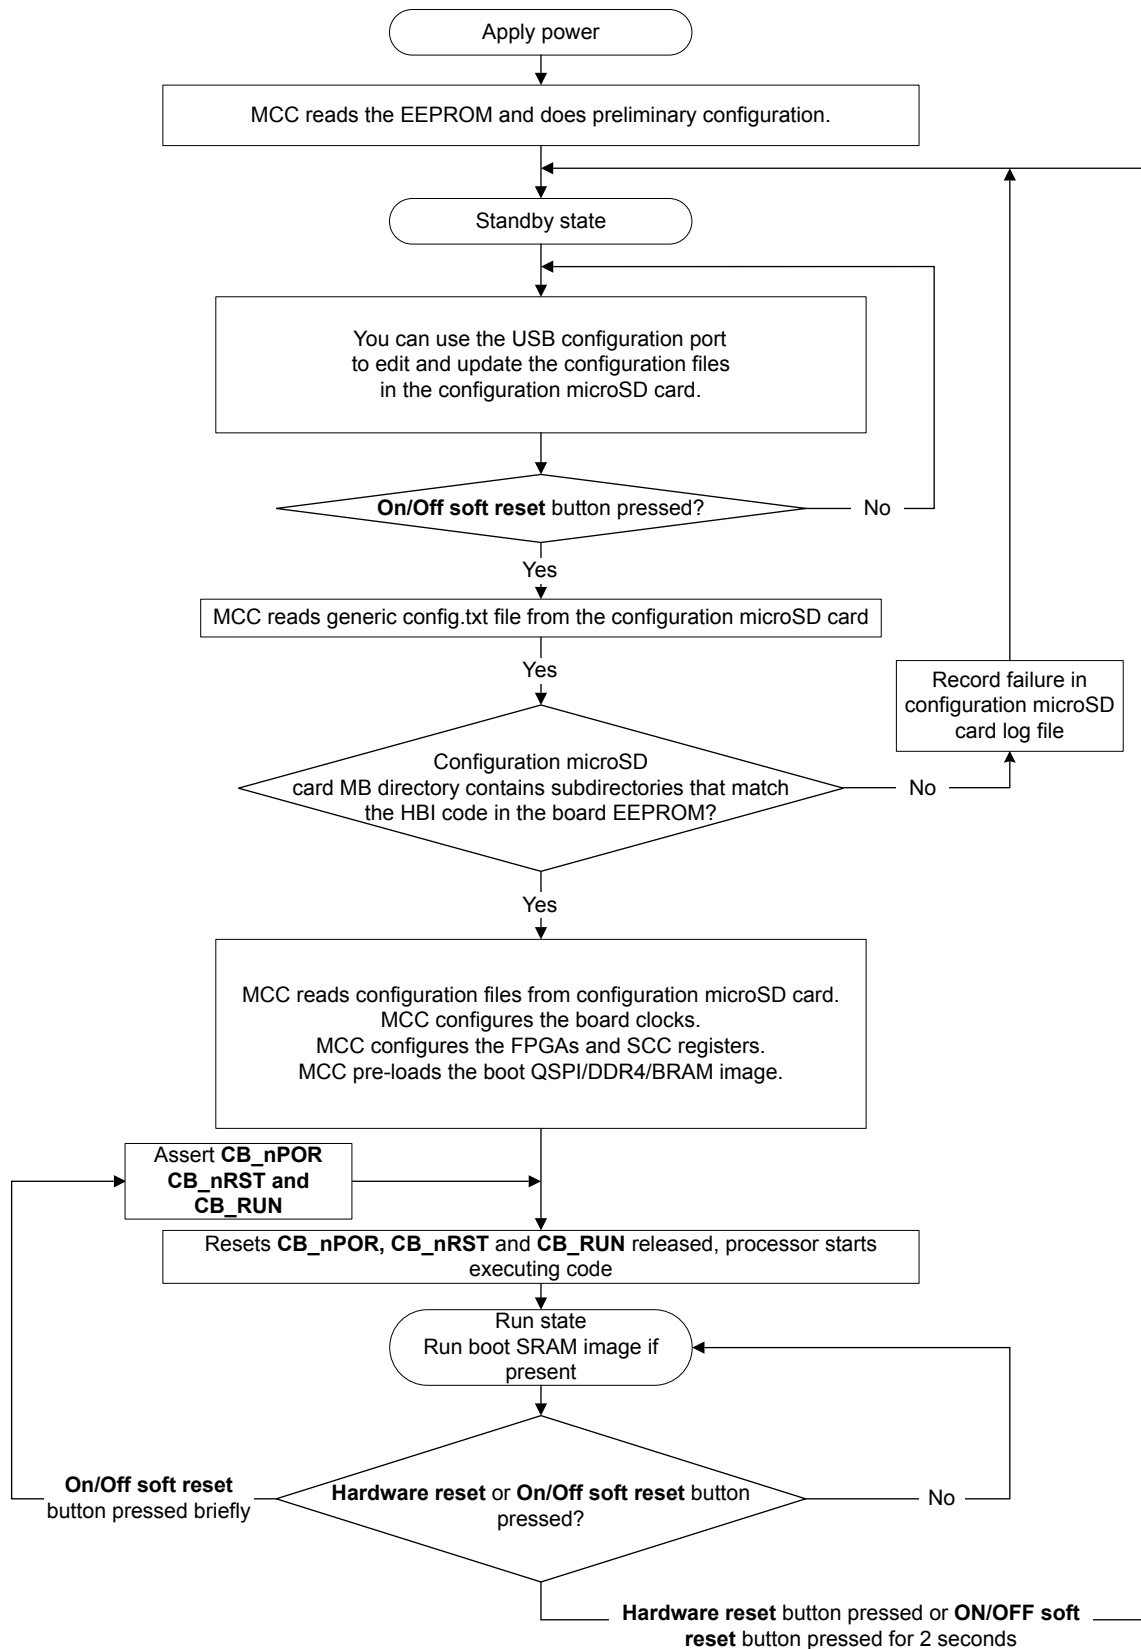 Apply power
MCC reads the EEPROM and does preliminary configuration.
Standby state
You can use the USB configuration port
to edit and update the configuration files
in the configuration microSD card.
On/Off soft reset button pressed?
No
Yes
MCC reads generic config.txt file from the configuration microSD card
Yes
Record failure in
configuration microSD
card log file
Configuration microSD
card MB directory contains subdirectories that match
the HBI code in the board EEPROM?
No
Yes
MCC reads configuration files from configuration microSD card.
MCC configures the board clocks.
MCC configures the FPGAs and SCC registers.
MCC pre-loads the boot QSPI/DDR4/BRAM image.
Assert CB_nPOR
CB_nRST and
CB_RUN
Resets CB_nPOR, CB_nRST and CB_RUN released, processor starts
executing code
Run state
Run boot SRAM image if
present
On/Off soft reset
button pressed briefly
Hardware reset or On/Off soft reset button
pressed?
No
Hardware reset button pressed or ON/OFF soft
reset button pressed for 2 seconds